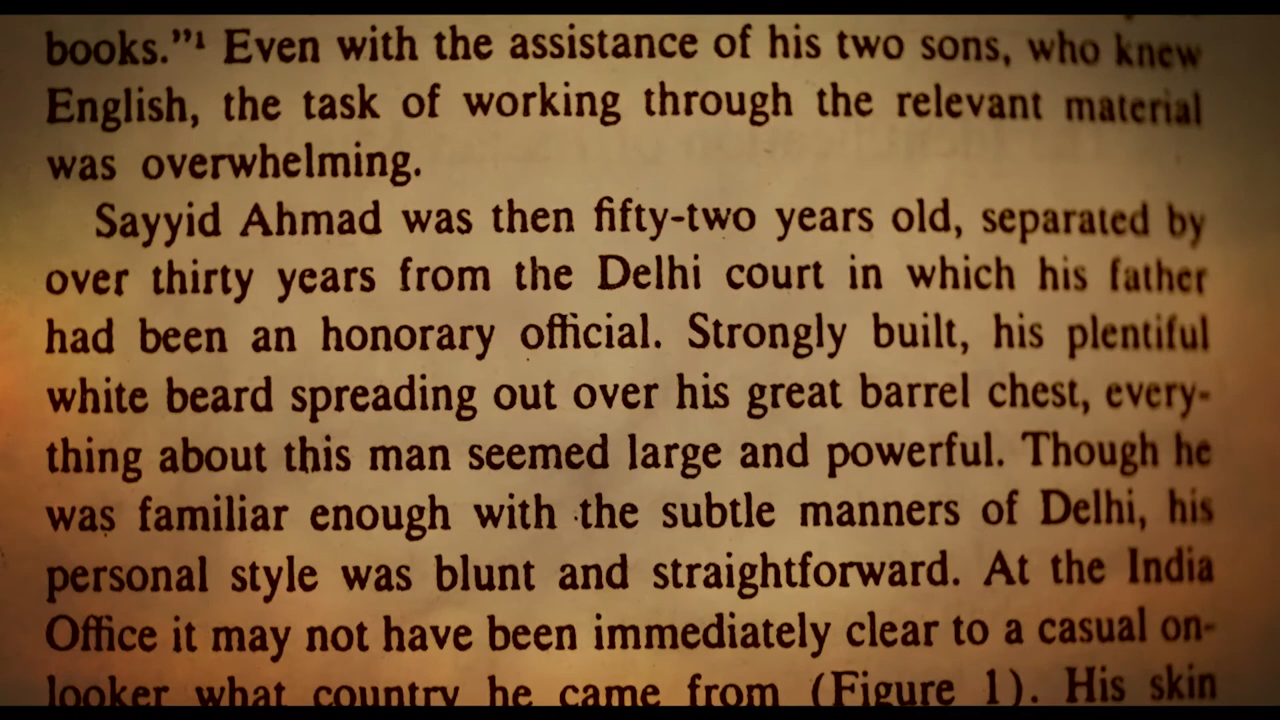 books."¹ Even with the assistance of his two sons, who knew
English, the task of working through the relevant material
was overwhelming.
Sayyid Ahmad was then fifty-two years old, separated by
over thirty years from the Delhi court in which his father
had been an honorary official. Strongly built, his plentiful
white beard spreading out over his great barrel chest, every-
thing about this man seemed large and powerful. Though he
was familiar enough with the subtle manners of Delhi, his
personal style was blunt and straightforward. At the India
Office it may not have been immediately clear to a casual on-
looker what country he came from (Figure 1). His skin